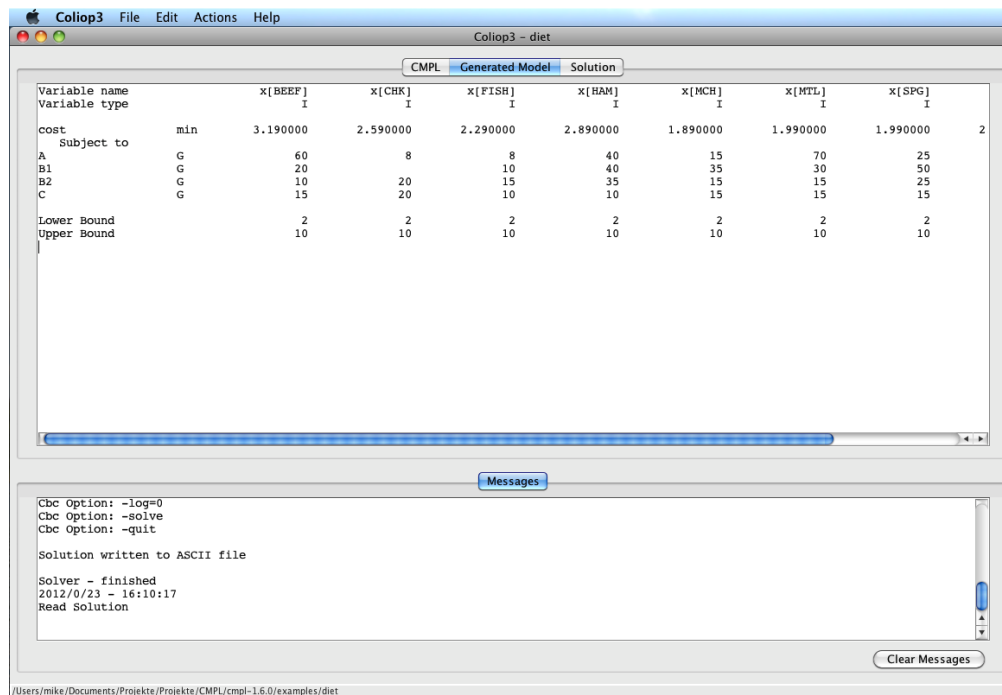 Coliop3 File Edit Actions Help
Coliop3 - diet
CMPL Generated Model Solution
Variable name x[BEEF] x[CHK] x[FISH] x[HAM] x[MCH] x[MTL] x[SPG]
Variable type I I I I I I I
cost min 3.190000 2.590000 2.290000 2.890000 1.890000 1.990000 1.990000 2
Subject to
A G 60 8 8 40 15 70 25
B1 G 20 10 40 35 30 50
B2 G 10 20 15 35 15 15 25
C G 15 20 10 10 15 15 15
Lower Bound 2 2 2 2 2 2 2
Upper Bound 10 10 10 10 10 10 10
Messages
Cbc Option: -log=0
Cbc Option: -solve
Cbc Option: -quit
Solution written to ASCII file
Solver - finished
2012/0/23 - 16:10:17
Read Solution
Clear Messages
/Users/mike/Documents/Projekte/Projekte/CMPL/cmpl-1.6.0/examples/diet